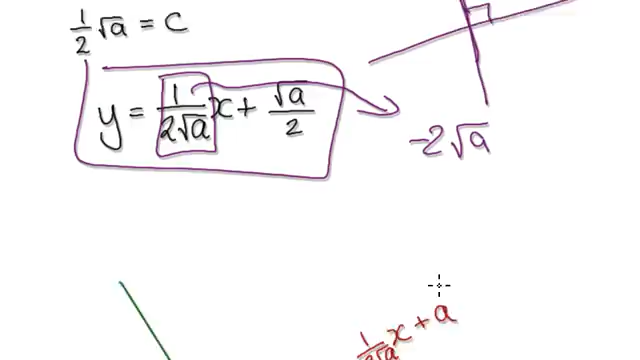 ½√a = c
y = 1/(2√a) x + √a/2
-2√a
1/(2√a) x + a